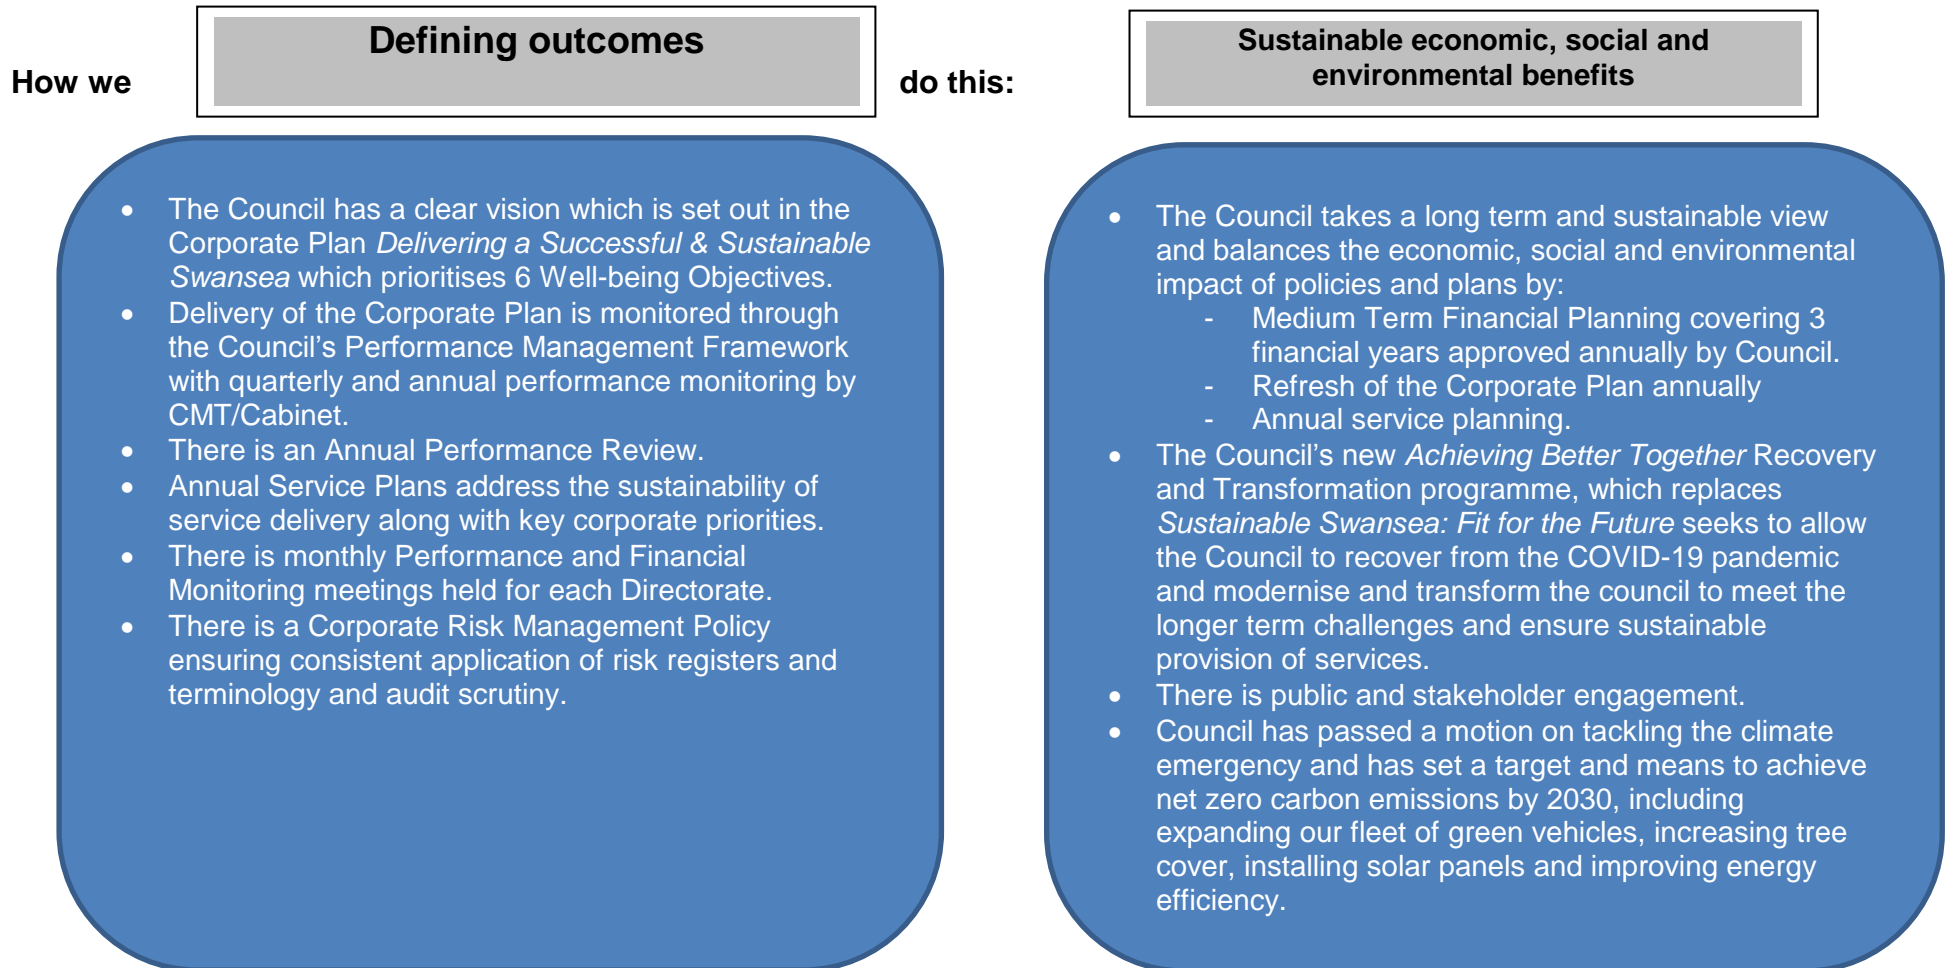 How we
Defining outcomes
do this:
Sustainable economic, social and
environmental benefits
• The Council has a clear vision which is set out in the
Corporate Plan Delivering a Successful & Sustainable
Swansea which prioritises 6 Well-being Objectives.
• Delivery of the Corporate Plan is monitored through
the Council’s Performance Management Framework
with quarterly and annual performance monitoring by
CMT/Cabinet.
• There is an Annual Performance Review.
• Annual Service Plans address the sustainability of
service delivery along with key corporate priorities.
• There is monthly Performance and Financial
Monitoring meetings held for each Directorate.
• There is a Corporate Risk Management Policy
ensuring consistent application of risk registers and
terminology and audit scrutiny.
• The Council takes a long term and sustainable view
and balances the economic, social and environmental
impact of policies and plans by:
- Medium Term Financial Planning covering 3
financial years approved annually by Council.
- Refresh of the Corporate Plan annually
- Annual service planning.
• The Council’s new Achieving Better Together Recovery
and Transformation programme, which replaces
Sustainable Swansea: Fit for the Future seeks to allow
the Council to recover from the COVID-19 pandemic
and modernise and transform the council to meet the
longer term challenges and ensure sustainable
provision of services.
• There is public and stakeholder engagement.
• Council has passed a motion on tackling the climate
emergency and has set a target and means to achieve
net zero carbon emissions by 2030, including
expanding our fleet of green vehicles, increasing tree
cover, installing solar panels and improving energy
efficiency.